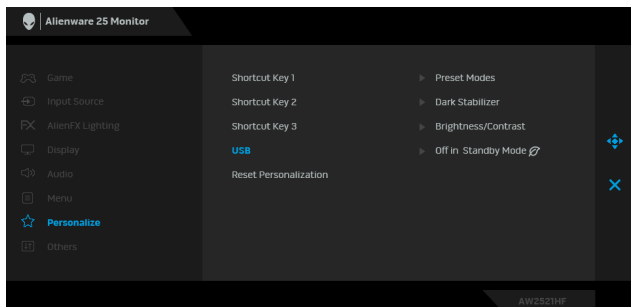 Alienware 25 Monitor
Game
Input Source
AlienFX Lighting
Display
Audio
Menu
Personalize
Others
Shortcut Key 1 Preset Modes
Shortcut Key 2 Dark Stabilizer
Shortcut Key 3 Brightness/Contrast
USB Off in Standby Mode
Reset Personalization
AW2521HF